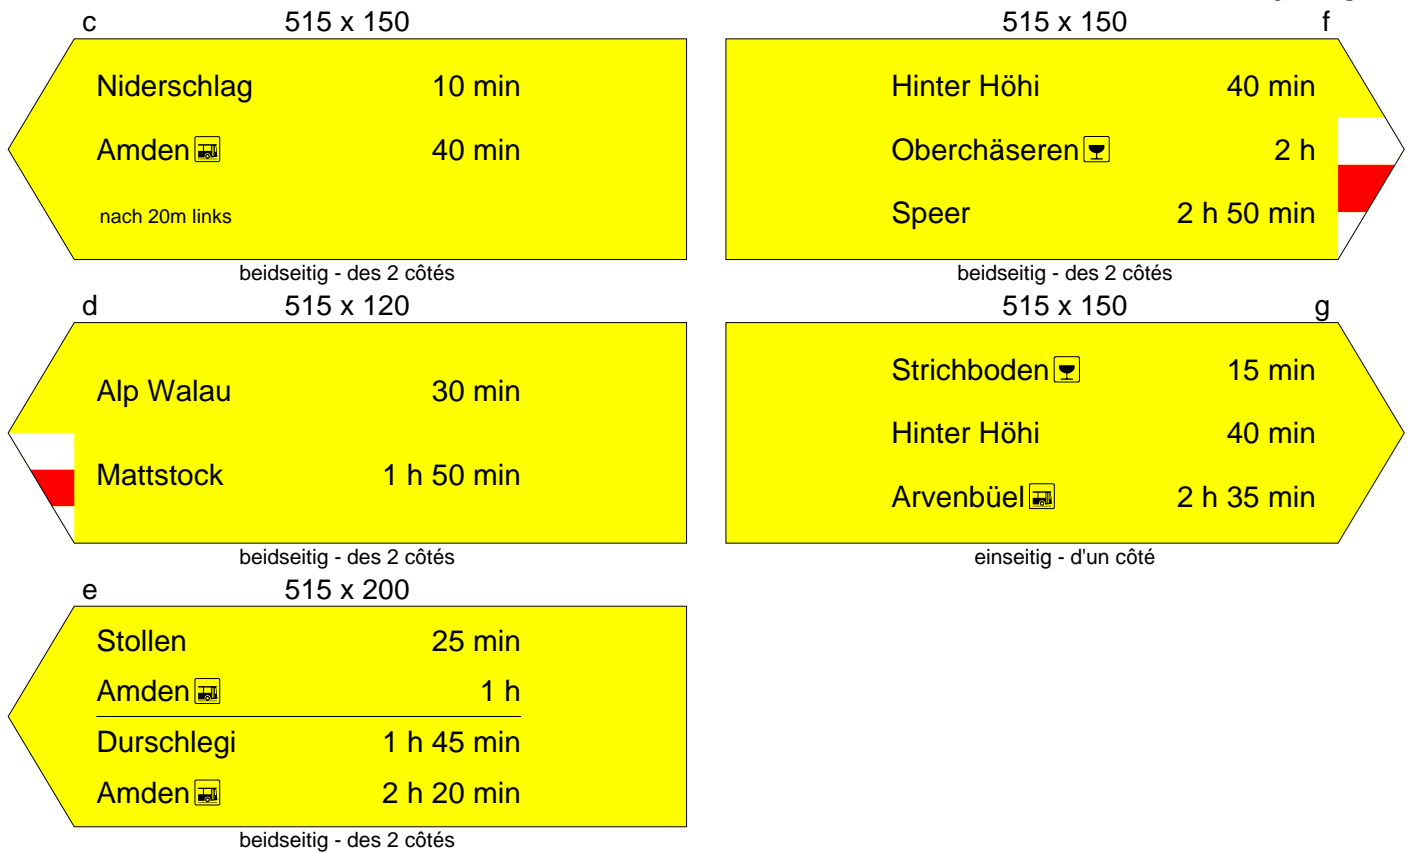 c 515 x 150
Niderschlag 10 min
Amden 40 min
nach 20m links
beidseitig - des 2 côtés
515 x 150 f
Hinter Höhi 40 min
Oberchäseren 2 h
Speer 2 h 50 min
beidseitig - des 2 côtés
d 515 x 120
Alp Walau 30 min
Mattstock 1 h 50 min
beidseitig - des 2 côtés
515 x 150 g
Strichboden 15 min
Hinter Höhi 40 min
Arvenbüel 2 h 35 min
einseitig - d'un côté
e 515 x 200
Stollen 25 min
Amden 1 h
Durschlegi 1 h 45 min
Amden 2 h 20 min
beidseitig - des 2 côtés